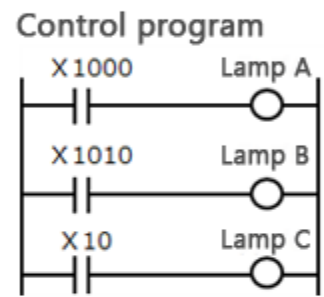 Control program
X1000 Lamp A
X1010 Lamp B
X10 Lamp C